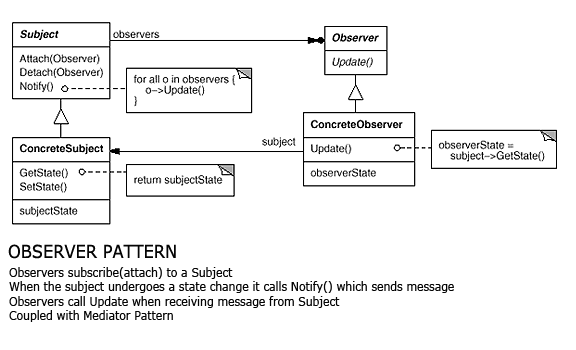 Subject
observers
Observer
Attach(Observer)
Detach(Observer)
Notify()
for all o in observers {
o->Update()
}
Update()
ConcreteSubject
subject
ConcreteObserver
GetState()
SetState()
return subjectState
Update()
observerState =
subject->GetState()
subjectState
observerState
OBSERVER PATTERN
Observers subscribe(attach) to a Subject
When the subject undergoes a state change it calls Notify() which sends message
Observers call Update when receiving message from Subject
Coupled with Mediator Pattern